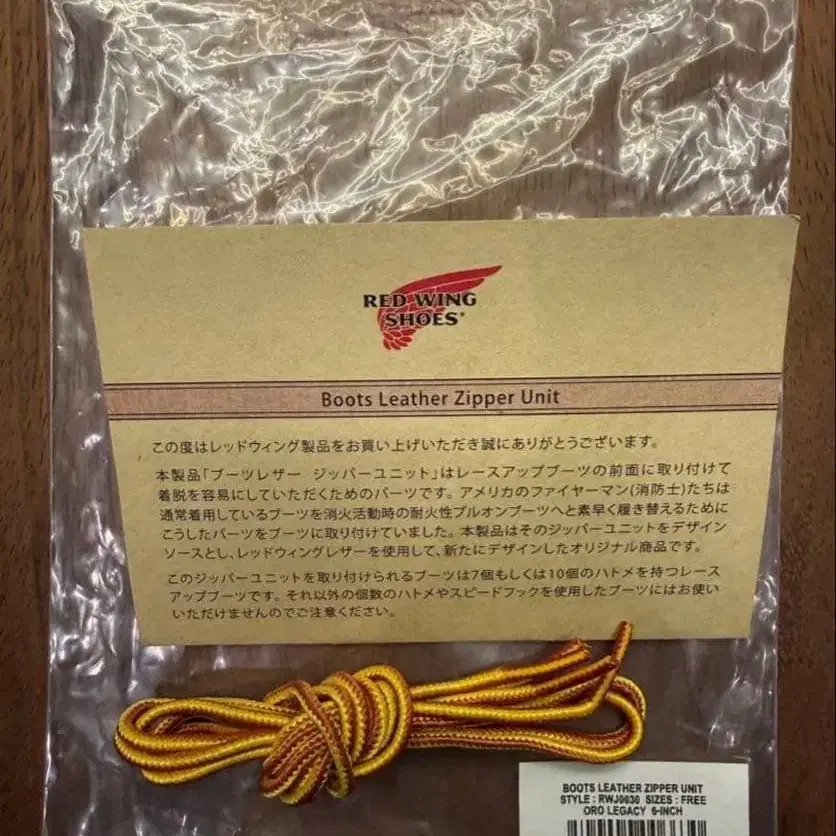 RED WING
SHOES®
Boots Leather Zipper Unit
この度はレッドウィング製品をお買い上げいただき誠にありがとうございます。
本製品「ブーツレザー ジッパーユニット」はレースアップブーツの前面に取り付けて
着脱を容易にしていただくためのパーツです。アメリカのファイヤーマン(消防士)たちは
通常着用しているブーツを消火活動時の耐火性プルオンブーツへと素早く履き替えるために
こうしたパーツをブーツに取り付けていました。本製品はそのジッパーユニットをデザイン
ソースとし、レッドウィングレザーを使用して、新たにデザインしたオリジナル商品です。
このジッパーユニットを取り付けられるブーツは7個もしくは10個のハトメを持つレース
アップブーツです。それ以外の個数のハトメやスピードフックを使用したブーツにはお使い
いただけませんのでご注意ください。
BOOTS LEATHER ZIPPER UNIT
STYLE : RWJ0030 SIZES : FREE
ORO LEGACY 6-INCH